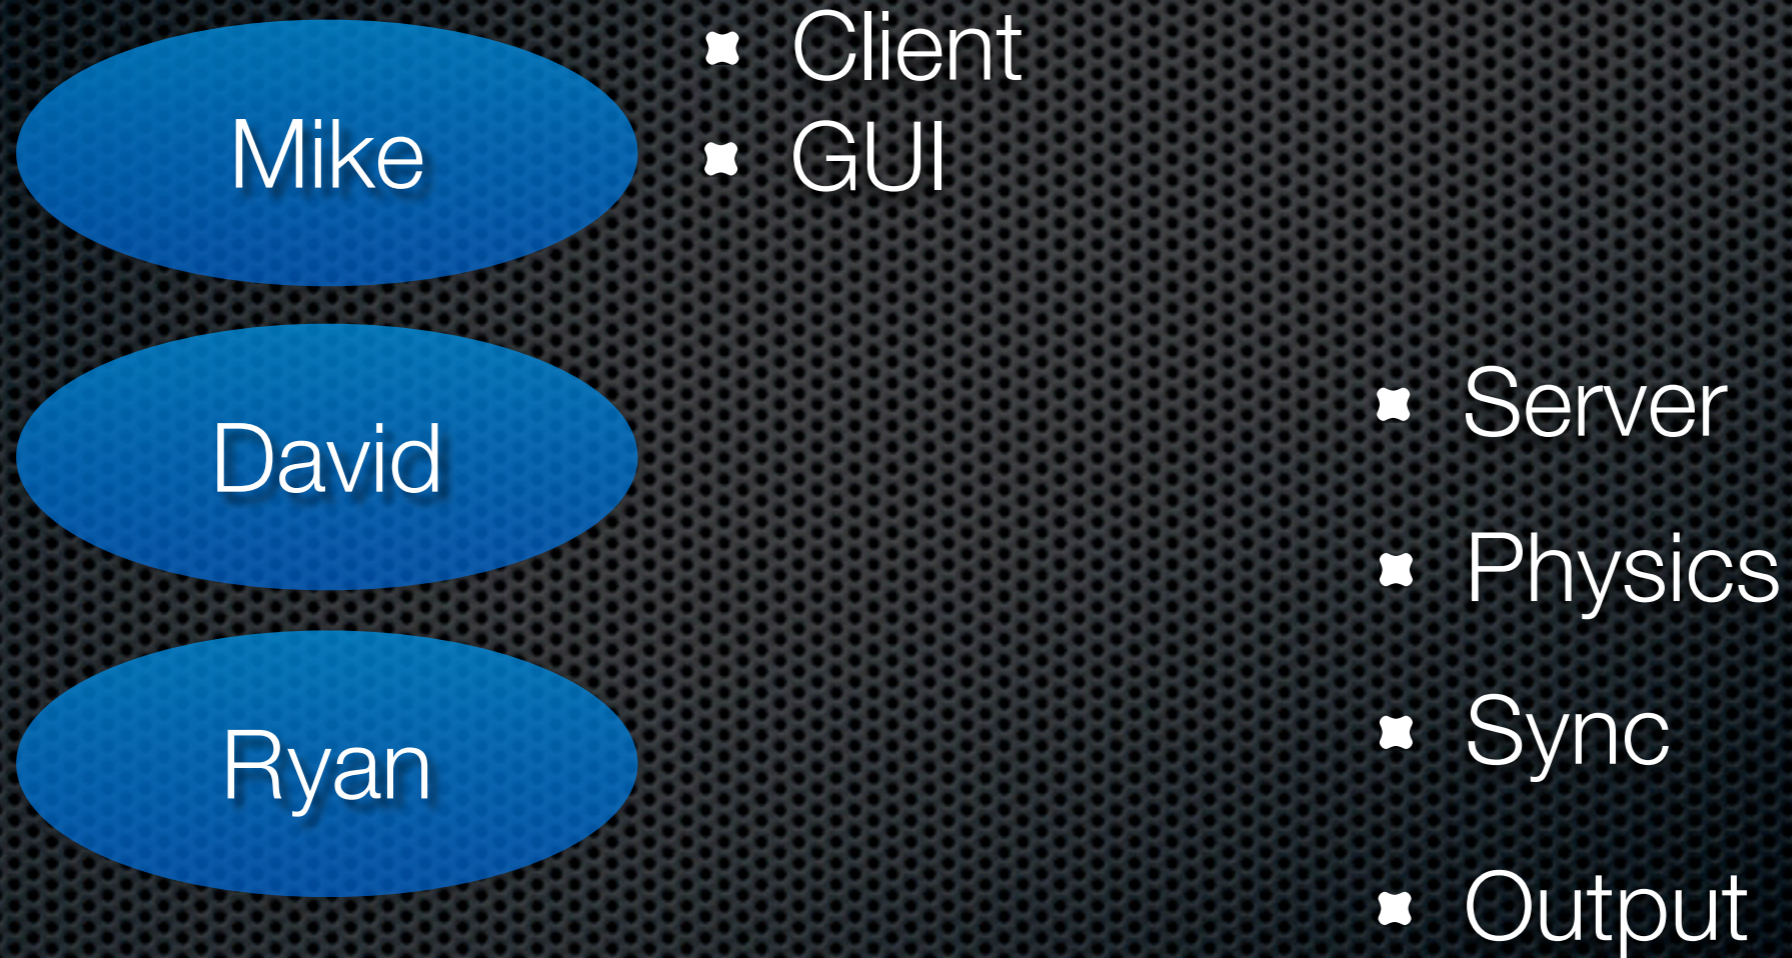 Mike
Client
GUI
David
Server
Physics
Ryan
Sync
Output